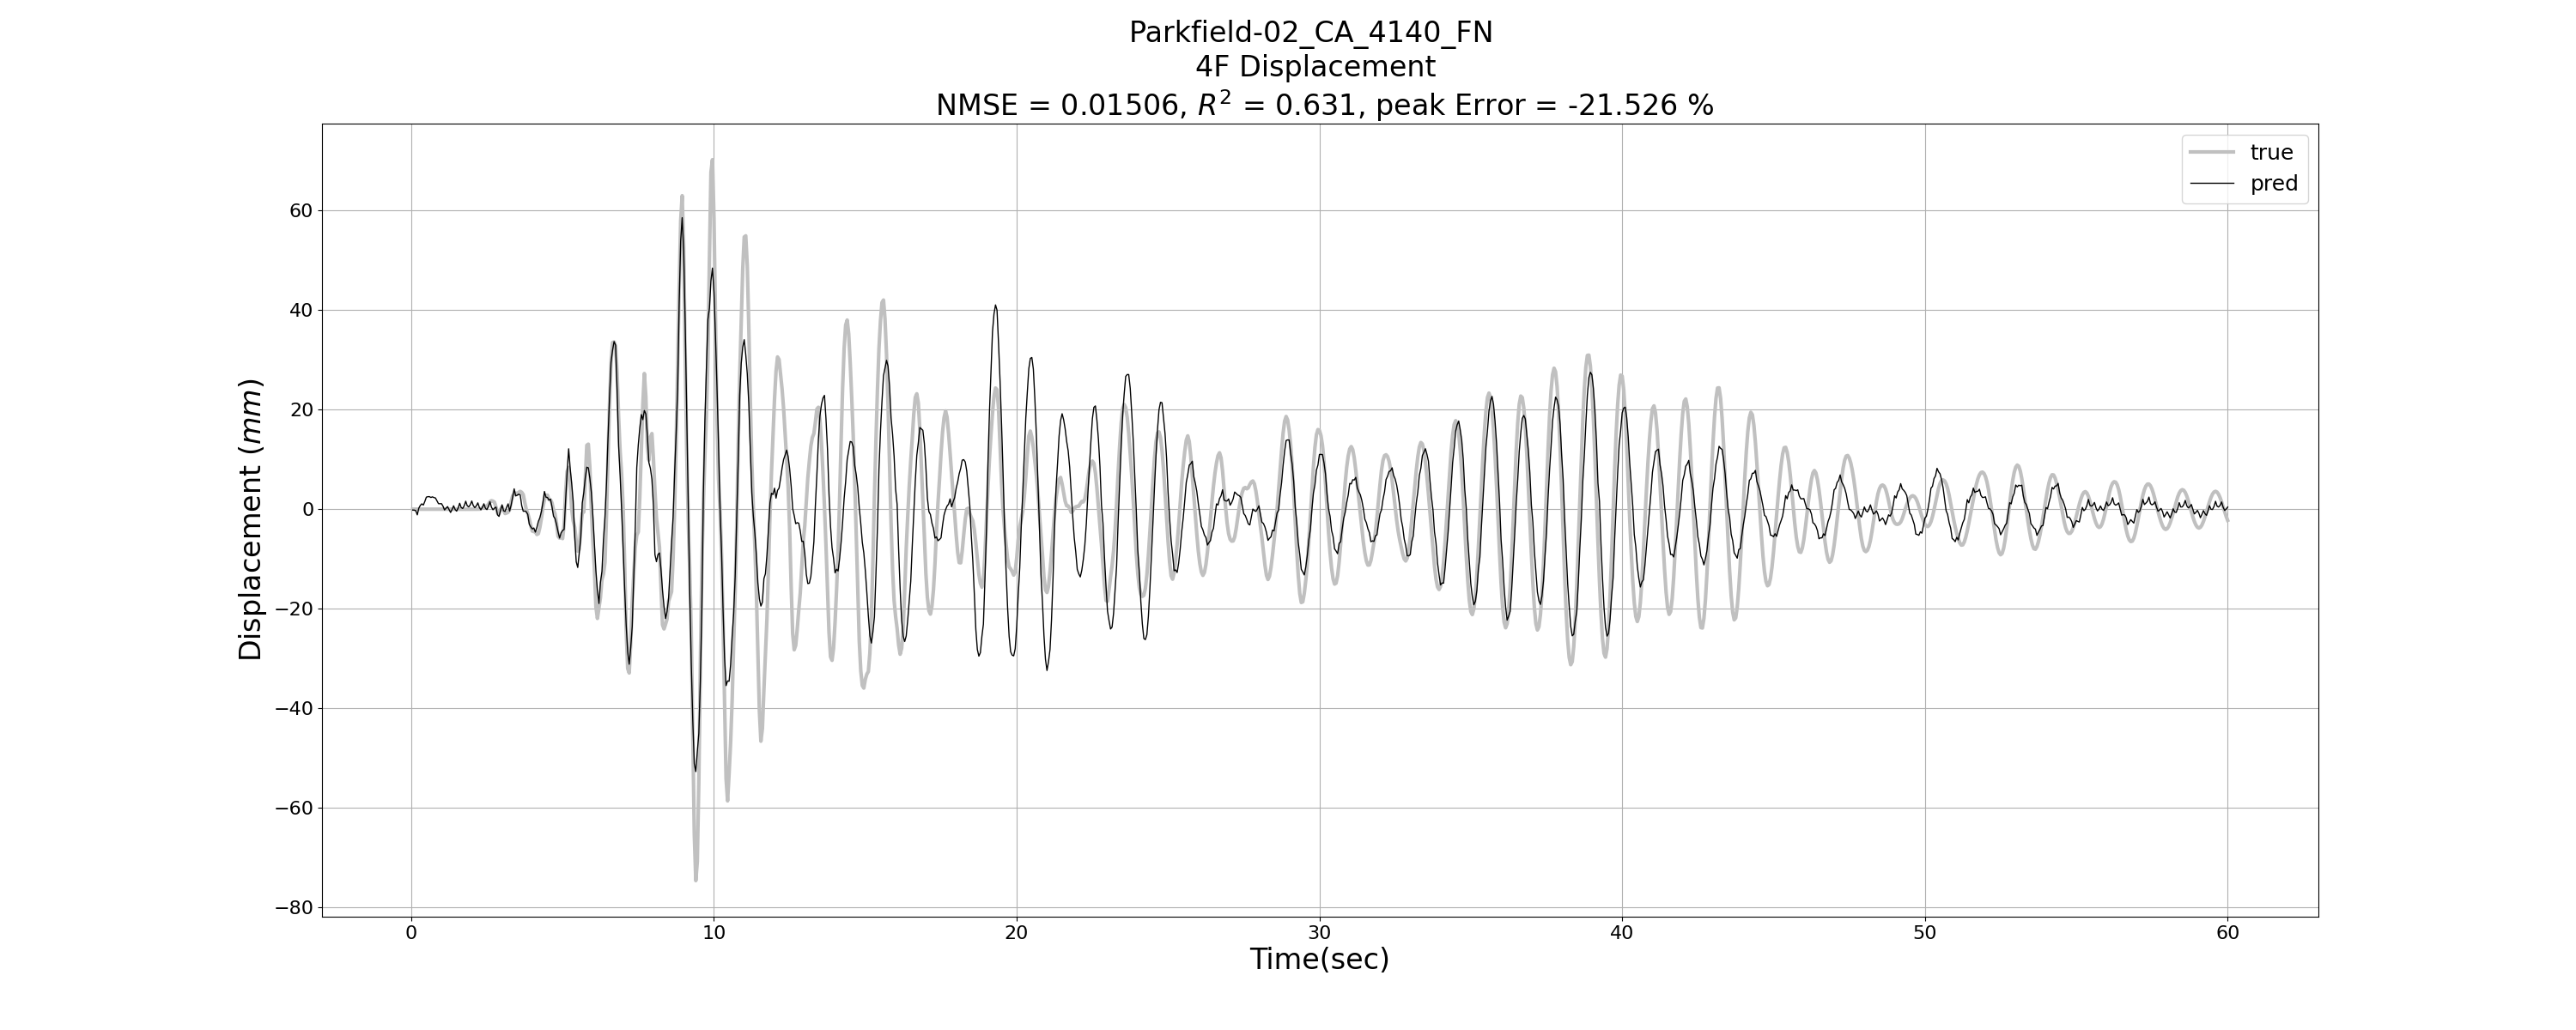 Parkfield-02_CA_4140_FN
4F Displacement
NMSE = 0.01506, R² = 0.631, peak Error = -21.526 %
true
pred
Displacement (mm)
60
40
20
0
−20
−40
−60
−80
0 10 20 30 40 50 60
Time(sec)